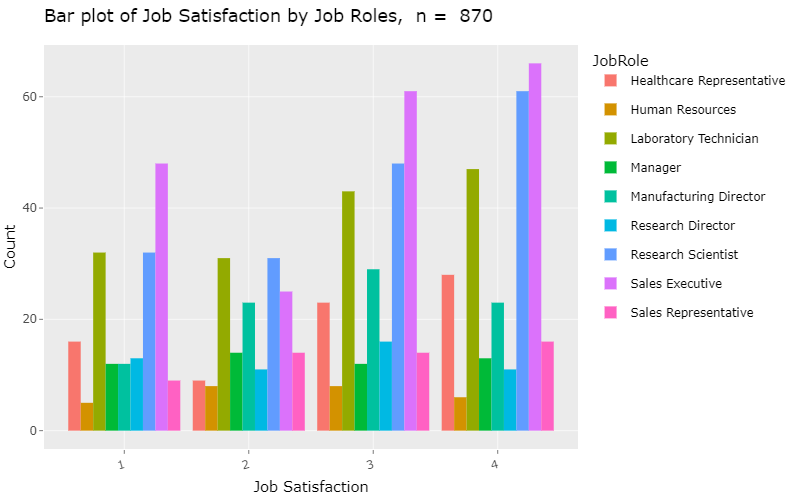 Bar plot of Job Satisfaction by Job Roles,  n =  870
JobRole
Healthcare Representative
Human Resources
Laboratory Technician
Manager
Manufacturing Director
Research Director
Research Scientist
Sales Executive
Sales Representative
Count
60
40
20
0
1 2 3 4
Job Satisfaction